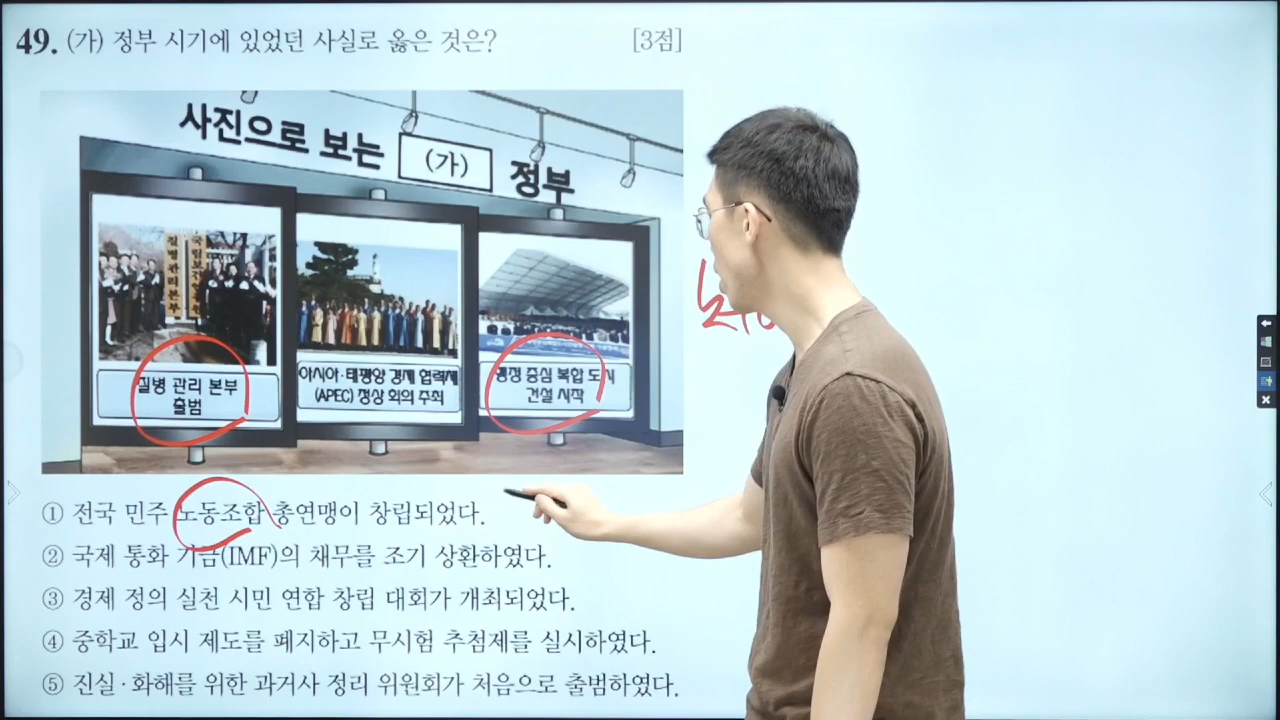 49. (가) 정부 시기에 있었던 사실로 옳은 것은? [3점]
사진으로 보는 (가) 정부
질병관리본부
질병 관리 본부
출범
아시아·태평양 경제 협력체
(APEC) 정상 회의 주최
행정 중심 복합 도시
건설 시작
① 전국 민주 노동조합 총연맹이 창립되었다.
② 국제 통화 기금(IMF)의 채무를 조기 상환하였다.
③ 경제 정의 실천 시민 연합 창립 대회가 개최되었다.
④ 중학교 입시 제도를 폐지하고 무시험 추첨제를 실시하였다.
⑤ 진실·화해를 위한 과거사 정리 위원회가 처음으로 출범하였다.